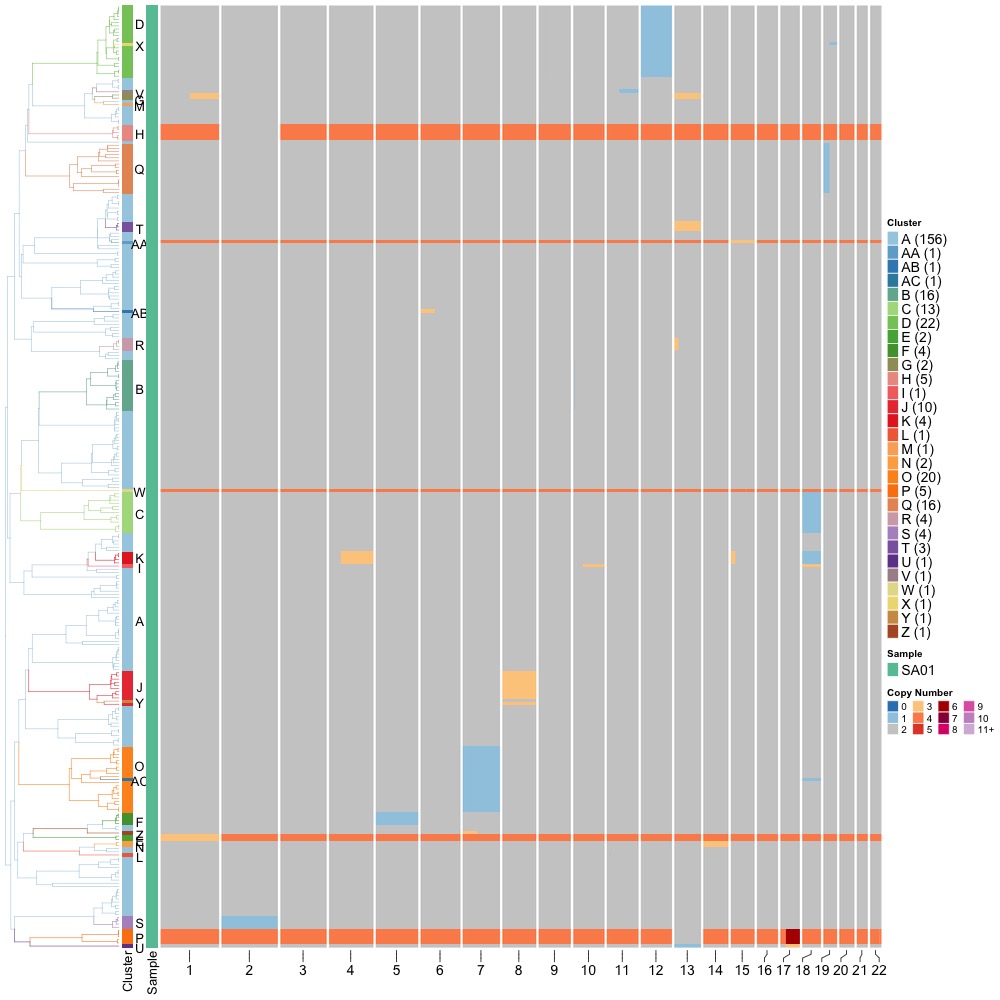 D
X
V
G
M
H
Q
T
AA
AB
R
B
W
C
K
I
A
J
Y
O
AC
F
Z
E
N
L
S
P
U
Cluster
Sample
1
2
3
4
5
6
7
8
9
10
11
12
13
14
15
16
17
18
19
20
21
22
Cluster
A (156)
AA (1)
AB (1)
AC (1)
B (16)
C (13)
D (22)
E (2)
F (4)
G (2)
H (5)
I (1)
J (10)
K (4)
L (1)
M (1)
N (2)
O (20)
P (5)
Q (16)
R (4)
S (4)
T (3)
U (1)
V (1)
W (1)
X (1)
Y (1)
Z (1)
Sample
SA01
Copy Number
0 3 6 9
1 4 7 10
2 5 8 11+